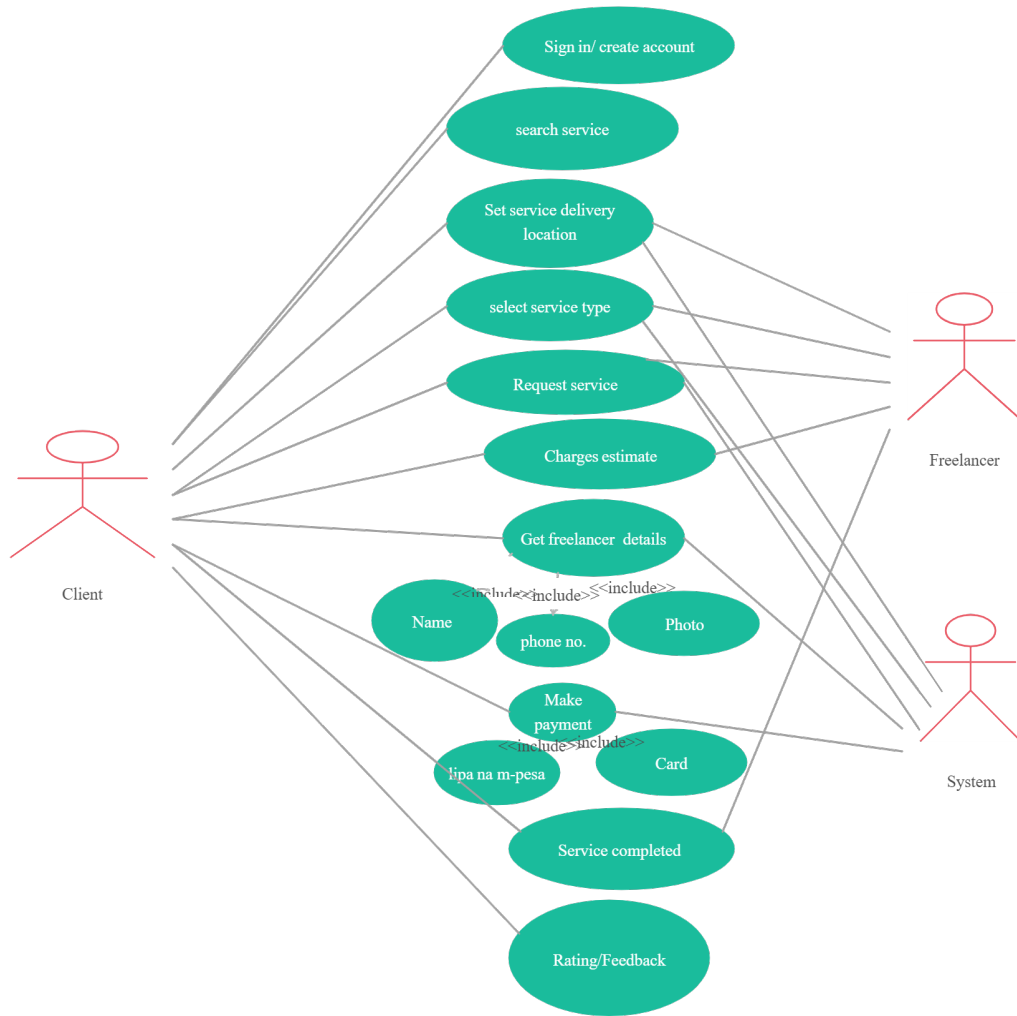 Sign in/ create account
search service
Set service delivery
location
select service type
Request service
Charges estimate
Freelancer
Get freelancer  details
Client
<<include>>
<<include>>
<<include>>
Name
phone no.
Photo
Make
payment
<<include>>
<<include>>
lipa na m-pesa
Card
System
Service completed
Rating/Feedback